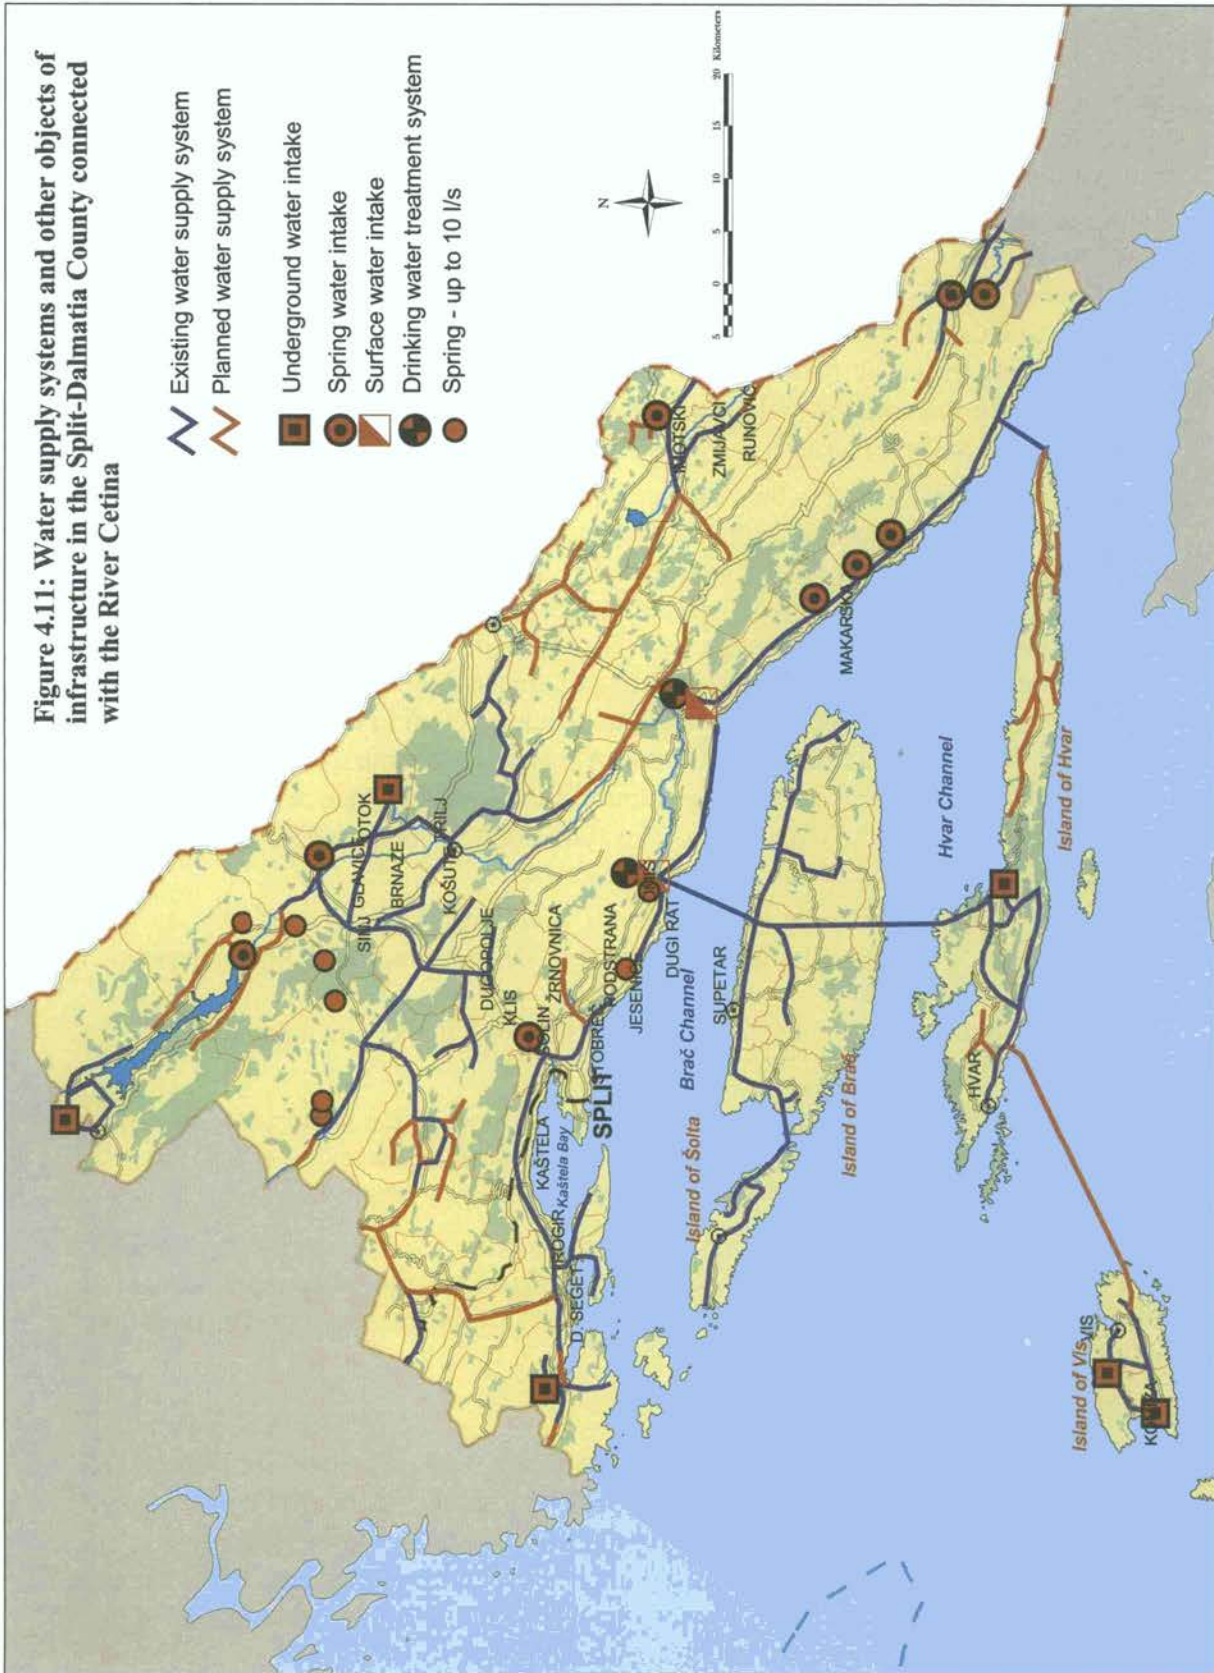 Figure 4.11: Water supply systems and other objects of
infrastructure in the Split-Dalmatia County connected
with the River Cetina
Existing water supply system
Planned water supply system
Underground water intake
Spring water intake
Surface water intake
Drinking water treatment system
Spring - up to 10 l/s
N
5 0 5 10 15 20 Kilometers
SINJ
GLAVICE
OTOK
BRNAZE
KOŠUTE
TRILJ
DUGOPOLJE
KLIS
SOLIN
ŽRNOVNICA
STOBREČ
PODSTRANA
JESENICE
DUGI RAT
OMIŠ
SPLIT
KAŠTELA
Kaštela Bay
TROGIR
D. SEGET
IMOTSKI
ZMIJAVCI
RUNOVIĆ
MAKARSKA
Brač Channel
SUPETAR
Island of Šolta
Island of Brač
Hvar Channel
HVAR
Island of Hvar
Island of Vis
VIS